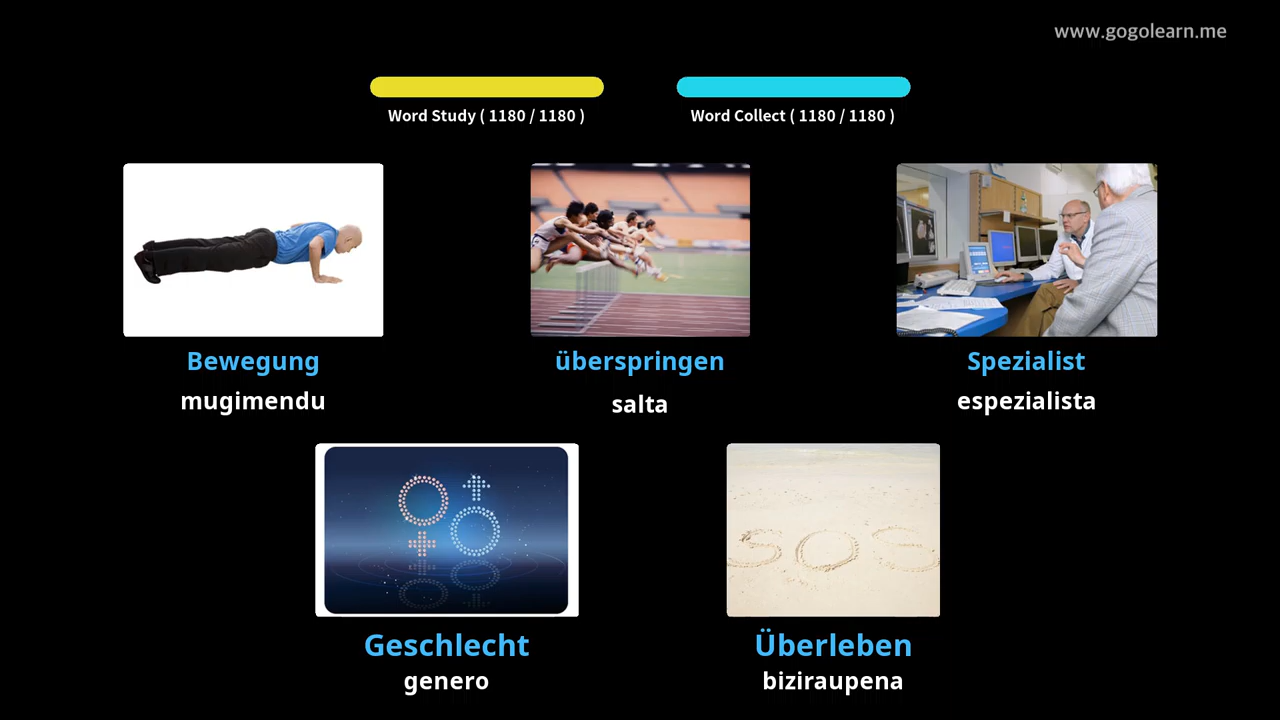 www.gogolearn.me
Word Study ( 1180 / 1180 )
Word Collect ( 1180 / 1180 )
Bewegung
mugimendu
überspringen
salta
Spezialist
espezialista
Geschlecht
genero
SOS
Überleben
biziraupena